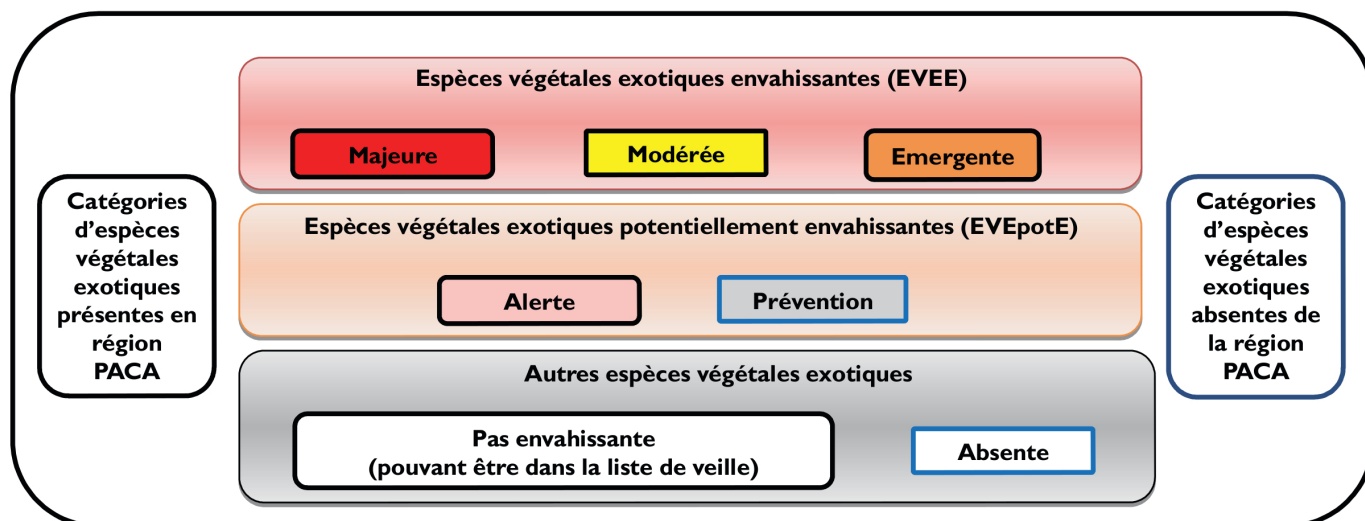 Espèces végétales exotiques envahissantes (EVEE)
Majeure
Modérée
Emergente
Catégories
d’espèces
végétales
exotiques
présentes en
région
PACA
Espèces végétales exotiques potentiellement envahissantes (EVEpotE)
Alerte
Prévention
Catégories
d’espèces
végétales
exotiques
absentes de
la région
PACA
Autres espèces végétales exotiques
Pas envahissante
(pouvant être dans la liste de veille)
Absente